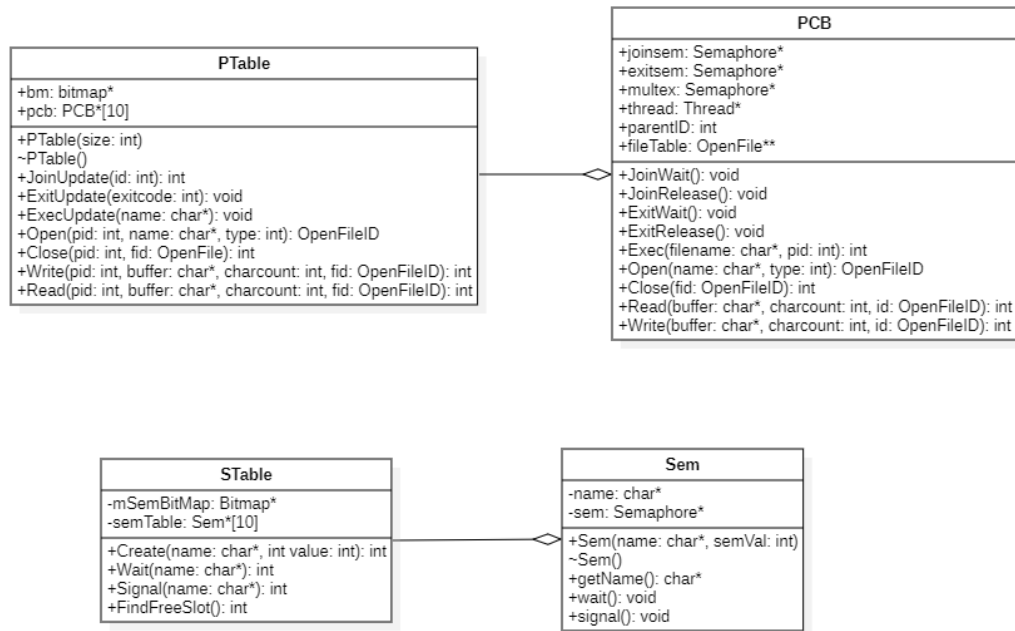 PTable
+bm: bitmap*
+pcb: PCB*[10]
+PTable(size: int)
~PTable()
+JoinUpdate(id: int): int
+ExitUpdate(exitcode: int): void
+ExecUpdate(name: char*): void
+Open(pid: int, name: char*, type: int): OpenFileID
+Close(pid: int, fid: OpenFile): int
+Write(pid: int, buffer: char*, charcount: int, fid: OpenFileID): int
+Read(pid: int, buffer: char*, charcount: int, fid: OpenFileID): int
PCB
+joinsem: Semaphore*
+exitsem: Semaphore*
+multex: Semaphore*
+thread: Thread*
+parentID: int
+fileTable: OpenFile**
+JoinWait(): void
+JoinRelease(): void
+ExitWait(): void
+ExitRelease(): void
+Exec(filename: char*, pid: int): int
+Open(name: char*, type: int): OpenFileID
+Close(fid: OpenFileID): int
+Read(buffer: char*, charcount: int, id: OpenFileID): int
+Write(buffer: char*, charcount: int, id: OpenFileID): int
STable
-mSemBitMap: Bitmap*
-semTable: Sem*[10]
+Create(name: char*, int value: int): int
+Wait(name: char*): int
+Signal(name: char*): int
+FindFreeSlot(): int
Sem
-name: char*
-sem: Semaphore*
+Sem(name: char*, semVal: int)
~Sem()
+getName(): char*
+wait(): void
+signal(): void